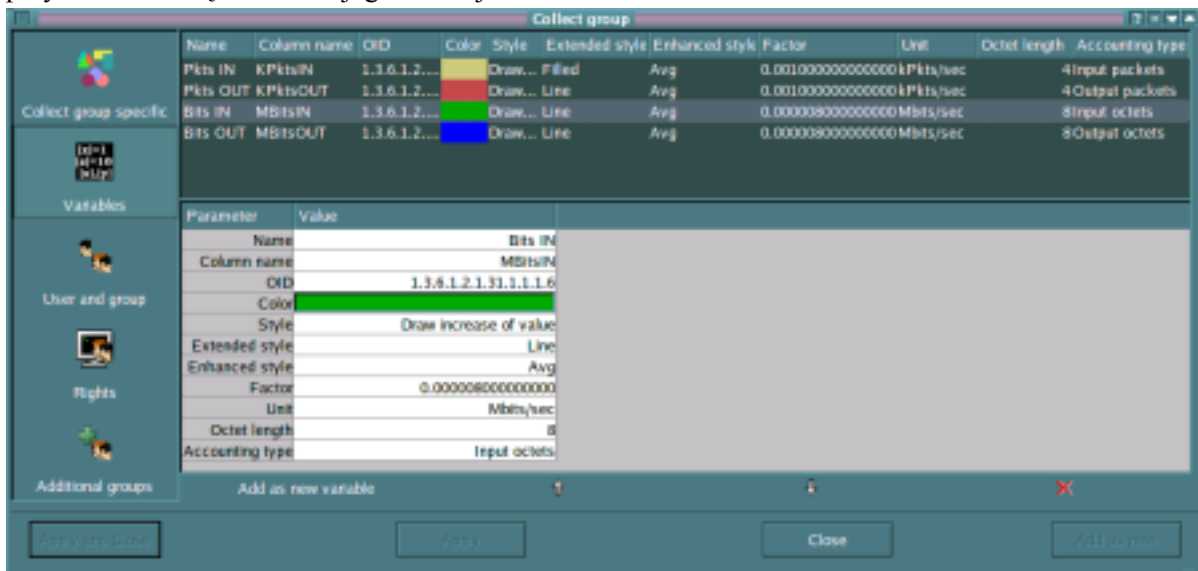 Collect group
Name Column name OID Color Style Extended style Enhanced style Factor Unit Octet length Accounting type
Pkts IN KPktsIN 1.3.6.1.2.... Draw... Filled Avg 0.001000000000000 kPkts/sec 4 Input packets
Pkts OUT KPktsOUT 1.3.6.1.2.... Draw... Line Avg 0.001000000000000 kPkts/sec 4 Output packets
Bits IN MBitsIN 1.3.6.1.2.... Draw... Line Avg 0.000008000000000 Mbits/sec 8 Input octets
Bits OUT MBitsOUT 1.3.6.1.2.... Draw... Line Avg 0.000008000000000 Mbits/sec 8 Output octets
Collect group specific
Variables
User and group
Rights
Additional groups
Parameter Value
Name Bits IN
Column name MBitsIN
OID 1.3.6.1.2.1.31.1.1.1.6
Color
Style Draw increase of value
Extended style Line
Enhanced style Avg
Factor 0.000008000000000
Unit Mbits/sec
Octet length 8
Accounting type Input octets
Add as new variable
Apply and Close Apply Close Add as new